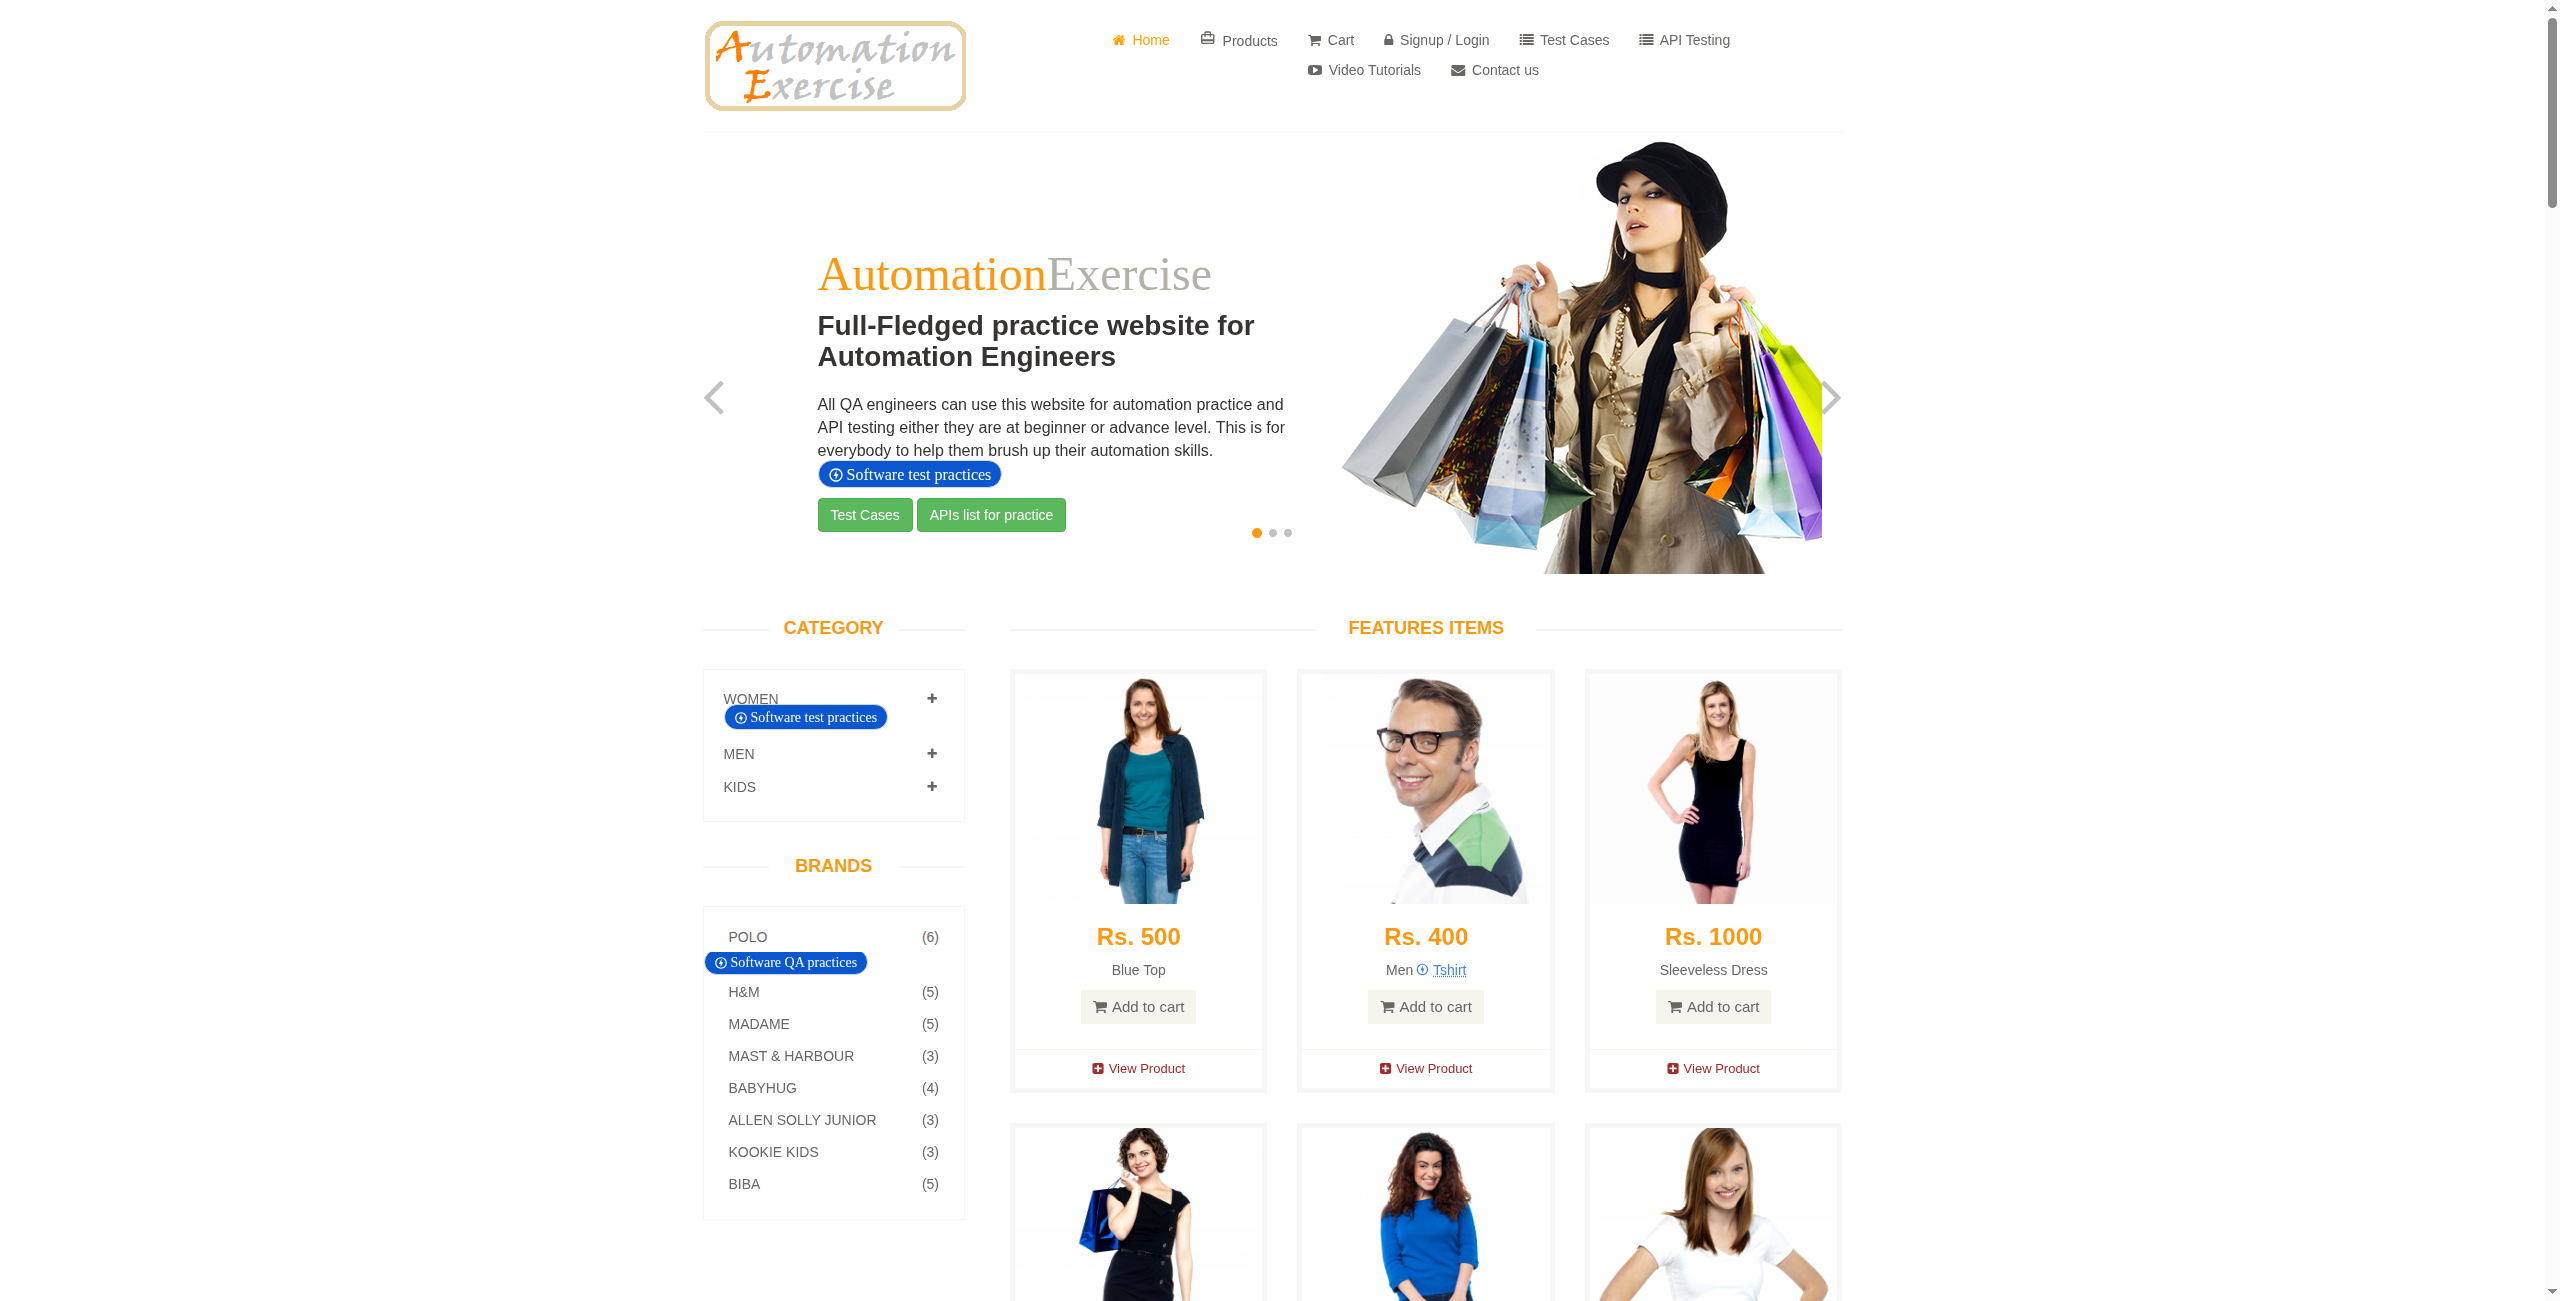 Automation
Exercise
Home
Products
Cart
Signup / Login
Test Cases
API Testing
Video Tutorials
Contact us
AutomationExercise
Full-Fledged practice website for
Automation Engineers
All QA engineers can use this website for automation practice and
API testing either they are at beginner or advance level. This is for
everybody to help them brush up their automation skills.
Software test practices
Test Cases
APIs list for practice
CATEGORY
WOMEN
Software test practices
MEN
KIDS
BRANDS
POLO (6)
Software QA practices
H&M (5)
MADAME (5)
MAST & HARBOUR (3)
BABYHUG (4)
ALLEN SOLLY JUNIOR (3)
KOOKIE KIDS (3)
BIBA (5)
FEATURES ITEMS
Rs. 500
Blue Top
Add to cart
View Product
Rs. 400
Men Tshirt
Add to cart
View Product
Rs. 1000
Sleeveless Dress
Add to cart
View Product